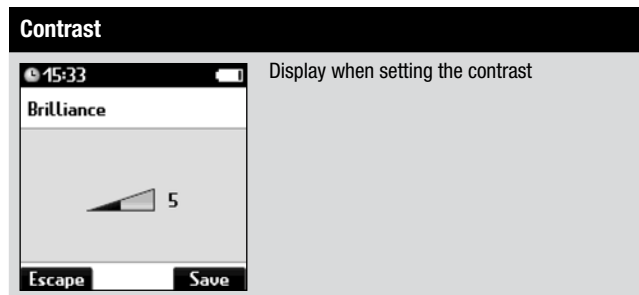 Contrast
15:33
Display when setting the contrast
Brilliance
5
Escape Save